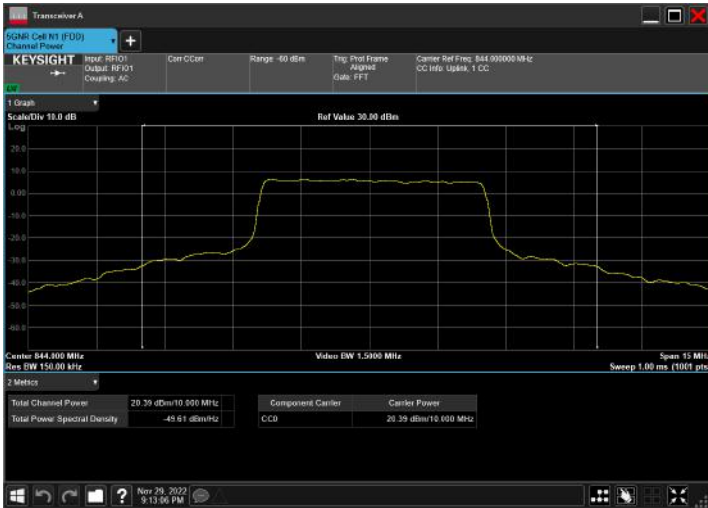 Transceiver A
5GNR Cell N1 (FDD)
Channel Power
KEYSIGHT
Input: RFIO1
Output: RFIO1
Coupling: AC
Corr CCorr
Range: -60 dBm
Trig: Prot Frame
Aligned
Gate: FFT
Carrier Ref Freq: 844.000000 MHz
CC Info: Uplink, 1 CC
1 Graph
Scale/Div 10.0 dB
Ref Value 30.00 dBm
Log
20.0
10.0
0.00
-10.0
-20.0
-30.0
-40.0
-50.0
-60.0
Center 844.000 MHz
Video BW 1.5000 MHz
Span 15 MHz
Res BW 150.00 kHz
Sweep 1.00 ms (1001 pts
2 Metrics
Total Channel Power 20.39 dBm/10.000 MHz
Total Power Spectral Density -49.61 dBm/Hz
Component Carrier Carrier Power
CC0 20.39 dBm/10.000 MHz
Nov 29, 2022
9:13:06 PM